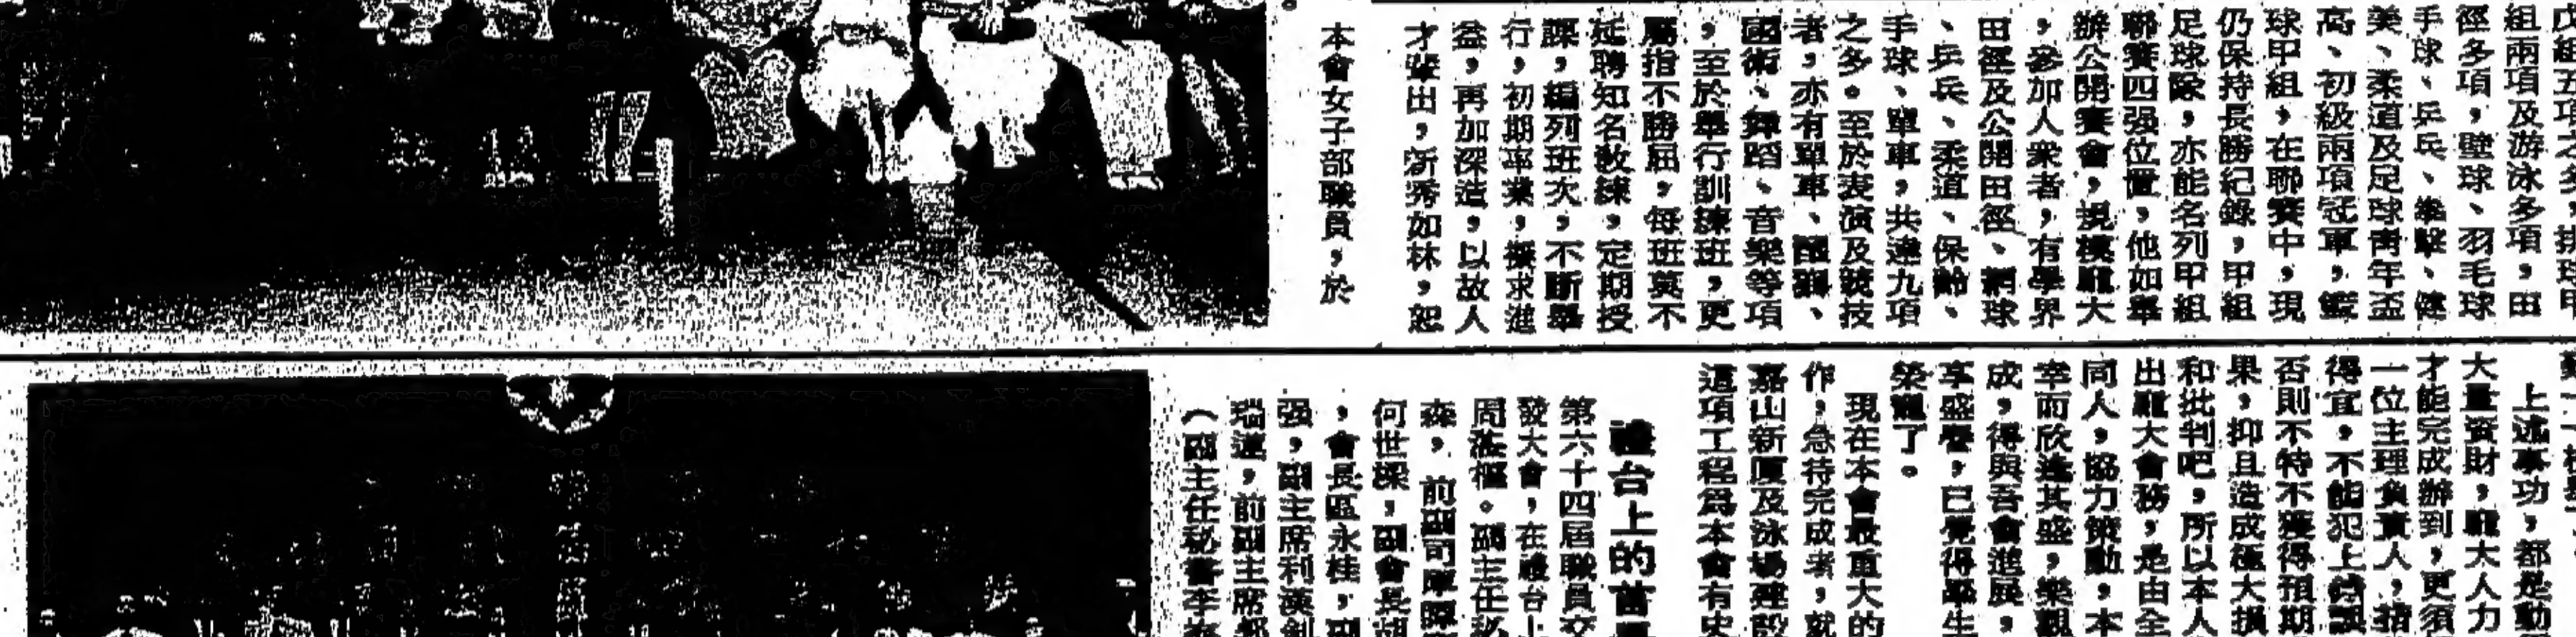 組兩項及游泳多項，田
徑多項，壁球、羽毛球
手球、乒乓、拳擊、健
美、柔道及足球青年盃
高、初級兩項冠軍，籃
球甲組，在聯賽中，現
仍保持長勝紀錄，甲組
足球隊，亦能名列甲組
聯賽四强位置，他如舉
辦公開賽會，規模龐大
，參加人衆者，有學界
田徑及公開田徑、網球
、乒乓、柔道、保齡、
手球、單車，共達九項
之多。至於表演及競技
者，亦有單車、醒獅、
國術、舞蹈、音樂等項
，至於舉行訓練班，更
屬指不勝屈，每班莫不
延聘知名教練，定期授
課，編列班次，不斷舉
行，初期畢業，擬求進
益，再加深造，以故人
才輩出，新秀如林，恕
本會女子部職員，於
上述事功，都是動
大量資財，龐大人力
才能完成辦到，更須
一位主理負責人，措
得宜，不能犯上錯誤
否則不特不獲得預期
果，抑且造成極大損
和批判吧，所以本人
出龐大會務，是由全
同人，協力策動，本
幸而欣逢其盛，樂觀
成，得與吾會進展，
享盛譽，已覺得畢生
榮寵了。
現在本會最重大的
作，急待完成者，就
嘉山新厦及泳場建設
這項工程爲本會有史
禮台上的首
第六十四屆職員交
發大會，在禮台上
周湛樞。副主任秘
森，前副司庫譚
何世樑，副會長胡
，會長區永桂，副
强，副主席利漢釗
瑞蓮，前副主席鄧
（副主任秘書李